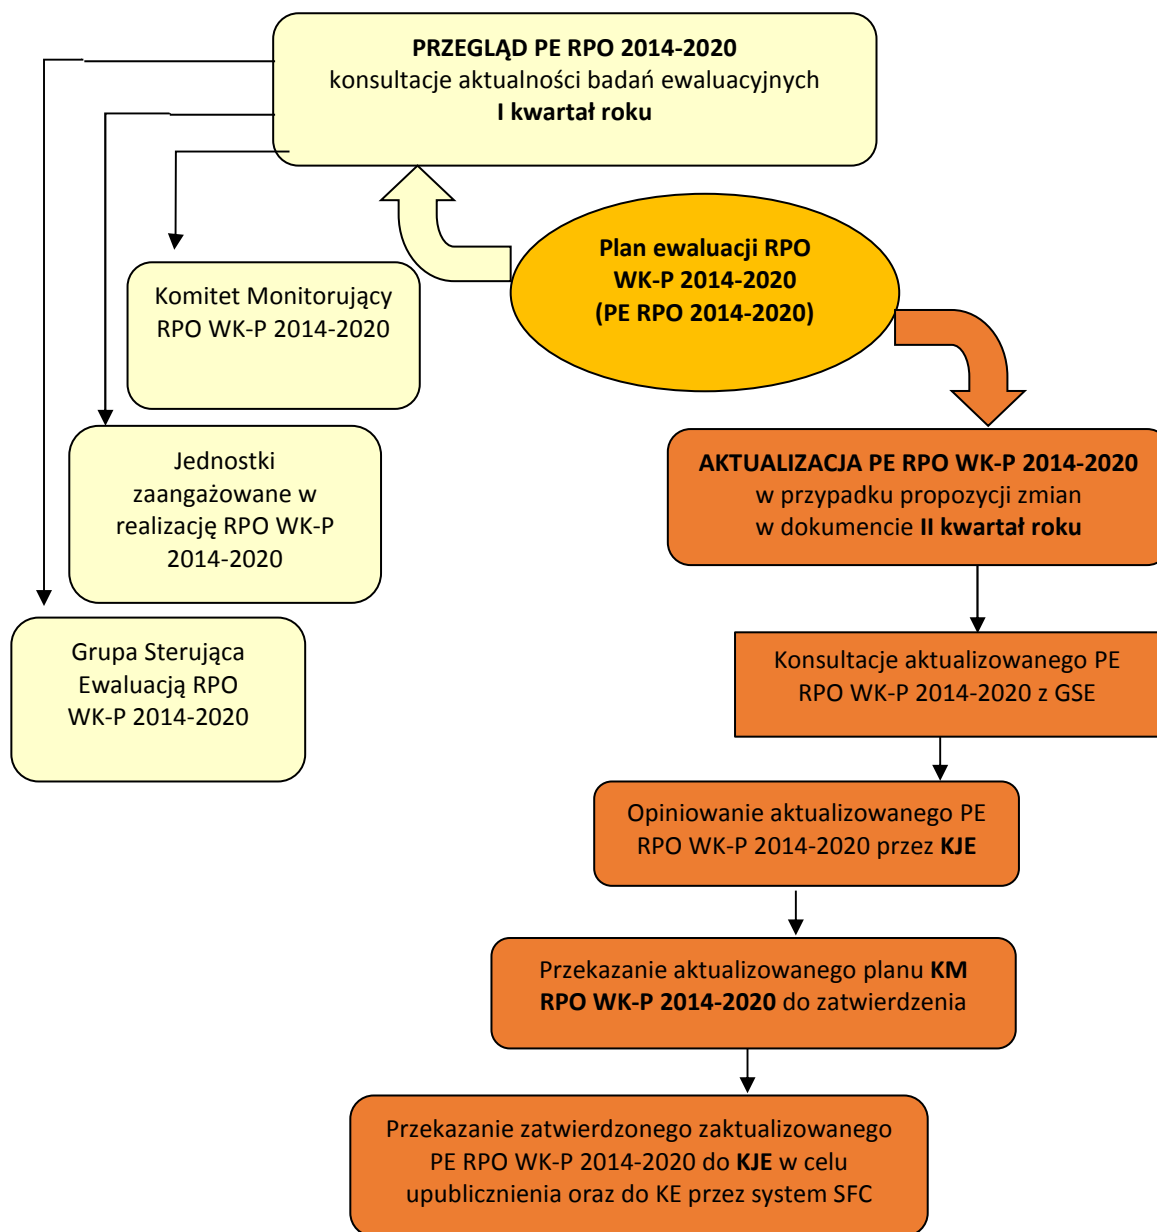 PRZEGLĄD PE RPO 2014-2020
konsultacje aktualności badań ewaluacyjnych
I kwartał roku
Plan ewaluacji RPO
WK-P 2014-2020
(PE RPO 2014-2020)
Komitet Monitorujący
RPO WK-P 2014-2020
Jednostki
zaangażowane w
realizację RPO WK-P
2014-2020
Grupa Sterująca
Ewaluacją RPO
WK-P 2014-2020
AKTUALIZACJA PE RPO WK-P 2014-2020
w przypadku propozycji zmian
w dokumencie II kwartał roku
Konsultacje aktualizowanego PE
RPO WK-P 2014-2020 z GSE
Opiniowanie aktualizowanego PE
RPO WK-P 2014-2020 przez KJE
Przekazanie aktualizowanego planu KM
RPO WK-P 2014-2020 do zatwierdzenia
Przekazanie zatwierdzonego zaktualizowanego
PE RPO WK-P 2014-2020 do KJE w celu
upublicznienia oraz do KE przez system SFC